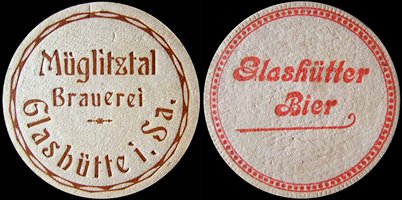 Müglitztal
Brauerei
Glashütte i. Sa.
Glashütter
Bier